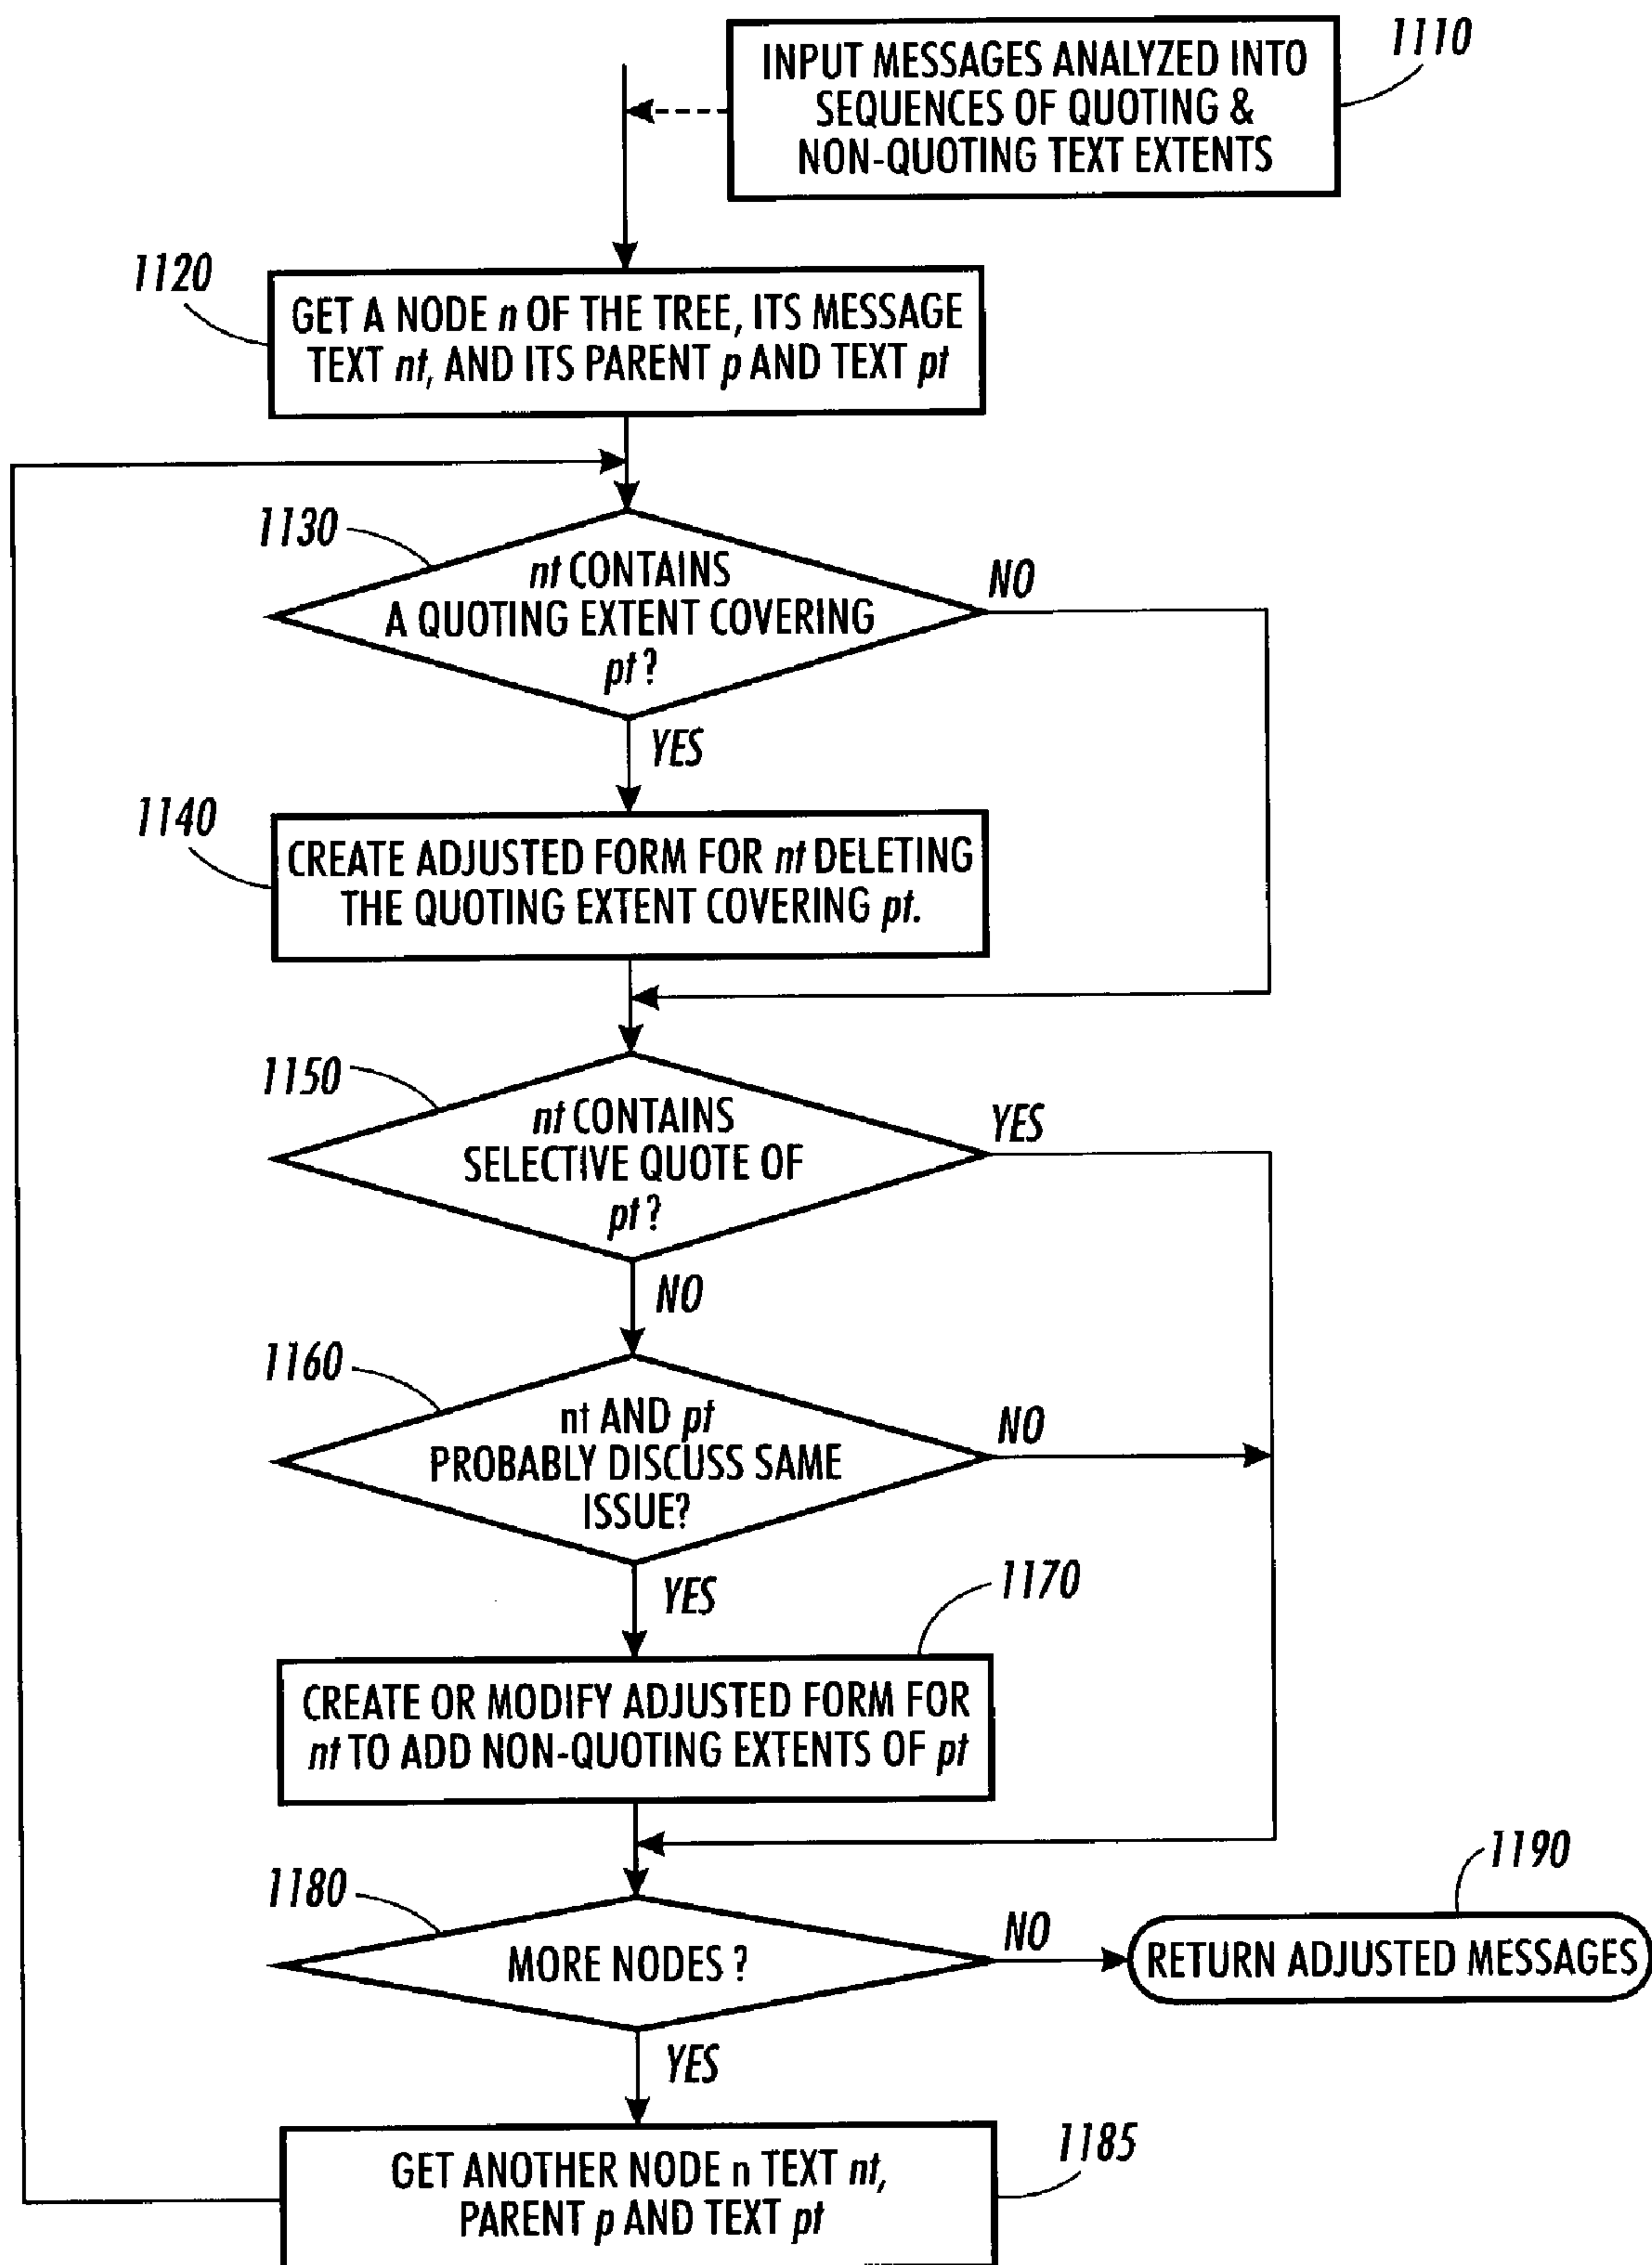 1110
INPUT MESSAGES ANALYZED INTO
SEQUENCES OF QUOTING &
NON-QUOTING TEXT EXTENTS
1120
GET A NODE n OF THE TREE, ITS MESSAGE
TEXT nt, AND ITS PARENT p AND TEXT pt
1130
nt CONTAINS
A QUOTING EXTENT COVERING
pt?
NO
YES
1140
CREATE ADJUSTED FORM FOR nt DELETING
THE QUOTING EXTENT COVERING pt.
1150
nt CONTAINS
SELECTIVE QUOTE OF
pt?
YES
NO
1160
nt AND pt
PROBABLY DISCUSS SAME
ISSUE?
NO
YES
1170
CREATE OR MODIFY ADJUSTED FORM FOR
nt TO ADD NON-QUOTING EXTENTS OF pt
1180
MORE NODES?
NO
1190
RETURN ADJUSTED MESSAGES
YES
1185
GET ANOTHER NODE n TEXT nt,
PARENT p AND TEXT pt